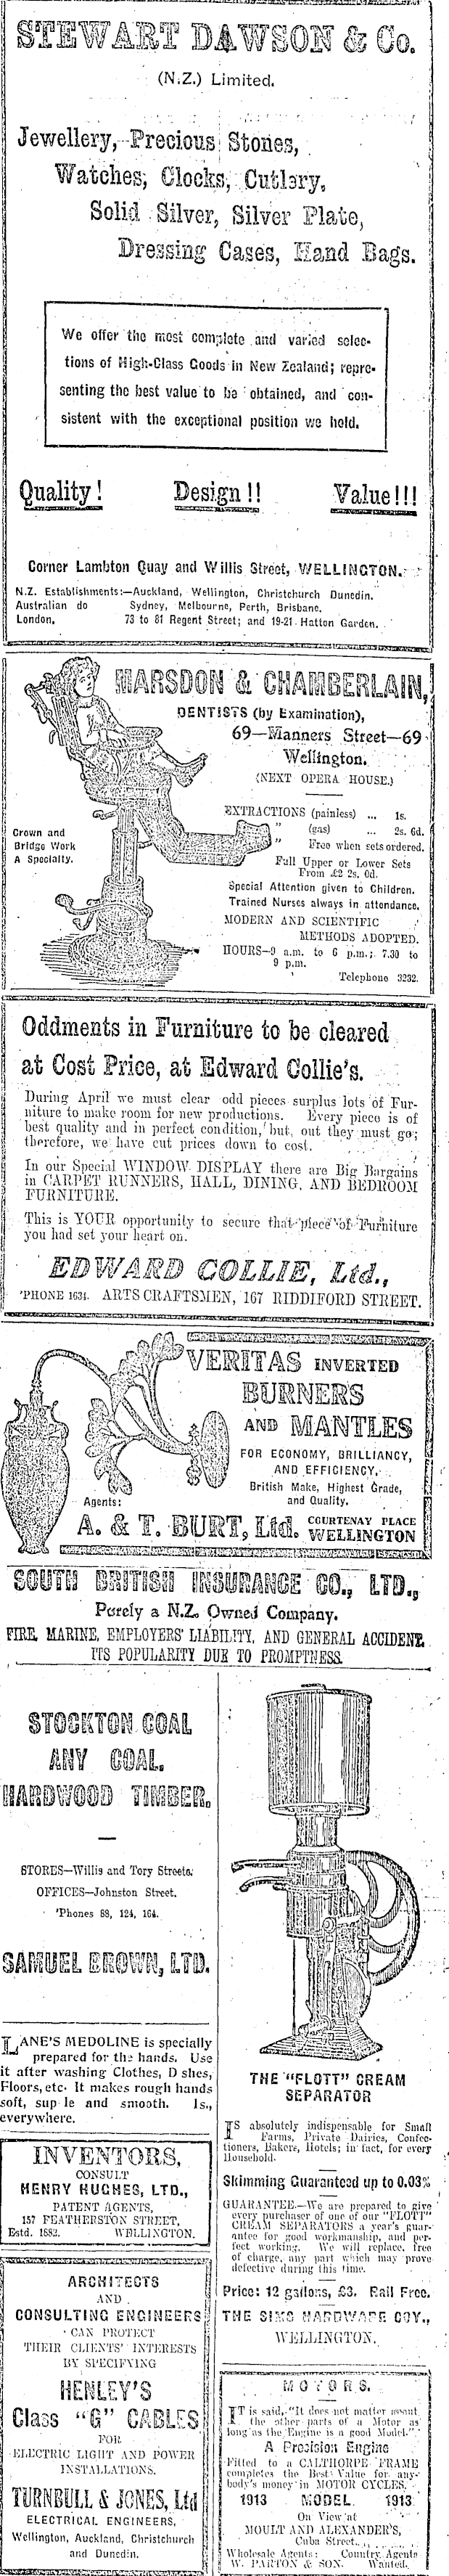 STEWART DAWSON & Co.
(N.Z.) Limited.
Jewellery, Precious Stones,
Watches, Clocks, Cutlery,
Solid Silver, Silver Plate,
Dressing Cases, Hand Bags.
We offer the most complete and varied selec-
tions of High-Class Goods in New Zealand; repre-
senting the best value to be obtained, and con-
sistent with the exceptional position we hold.
Quality! Design!! Value!!!
Corner Lambton Quay and Willis Street, WELLINGTON.
N.Z. Establishments:—Auckland, Wellington, Christchurch Dunedin.
Australian do Sydney, Melbourne, Perth, Brisbane.
London, 73 to 81 Regent Street; and 19-21 Hatton Garden.
MARSDON & CHAMBERLAIN,
DENTISTS (by Examination),
69—Manners Street—69
Wellington.
(NEXT OPERA HOUSE.)
Crown and
Bridge Work
A Specialty.
EXTRACTIONS (painless) ... 1s.
" (gas) ... 2s. 6d.
" Free when sets ordered.
Full Upper or Lower Sets
From £2 2s. 0d.
Special Attention given to Children.
Trained Nurses always in attendance.
MODERN AND SCIENTIFIC
METHODS ADOPTED.
HOURS—9 a.m. to 6 p.m.; 7.30 to
9 p.m.
Telephone 3232.
Oddments in Furniture to be cleared
at Cost Price, at Edward Collie's.
During April we must clear odd pieces surplus lots of Fur-
niture to make room for new productions. Every piece is of
best quality and in perfect condition, but, out they must go;
therefore, we have cut prices down to cost.
In our Special WINDOW DISPLAY there are Big Bargains
in CARPET RUNNERS, HALL, DINING, AND BEDROOM
FURNITURE.
This is YOUR opportunity to secure that piece of Furniture
you had set your heart on.
EDWARD COLLIE, Ltd.,
'PHONE 1634. ARTS CRAFTSMEN, 167 RIDDIFORD STREET.
VERITAS INVERTED
BURNERS
AND MANTLES
FOR ECONOMY, BRILLIANCY,
AND EFFICIENCY.
British Make, Highest Grade,
and Quality.
Agents:
A. & T. BURT, Ltd. COURTENAY PLACE
WELLINGTON
SOUTH BRITISH INSURANCE CO., LTD.,
Purely a N.Z. Owned Company.
FIRE, MARINE, EMPLOYERS' LIABILITY, AND GENERAL ACCIDENT.
ITS POPULARITY DUE TO PROMPTNESS.
STOCKTON COAL
ANY COAL.
HARDWOOD TIMBER.
STORES—Willis and Tory Streets.
OFFICES—Johnston Street.
'Phones 88, 124, 164.
SAMUEL BROWN, LTD.
LANE'S MEDOLINE is specially
prepared for the hands. Use
it after washing Clothes, D shes,
Floors, etc. It makes rough hands
soft, sup le and smooth. 1s.,
everywhere.
INVENTORS,
CONSULT
HENRY HUGHES, LTD.,
PATENT AGENTS,
157 FEATHERSTON STREET,
Estd. 1882. WELLINGTON.
ARCHITECTS
AND
CONSULTING ENGINEERS
CAN PROTECT
THEIR CLIENTS' INTERESTS
BY SPECIFYING
HENLEY'S
Class "G" CABLES
FOR
ELECTRIC LIGHT AND POWER
INSTALLATIONS.
TURNBULL & JONES, Ltd
ELECTRICAL ENGINEERS,
Wellington, Auckland, Christchurch
and Dunedin.
THE "FLOTT" CREAM
SEPARATOR
IS absolutely indispensable for Small
Farms, Private Dairies, Confec-
tioners, Bakers, Hotels; in fact, for every
Household.
Skimming Guaranteed up to 0.03%
GUARANTEE.—We are prepared to give
every purchaser of one of our "FLOTT"
CREAM SEPARATORS a year's guar-
antee for good workmanship, and per-
fect working. We will replace, free
of charge, any part which may prove
defective during this time.
Price: 12 gallons, £3. Rail Free.
THE SIMS HARDWARE COY.,
WELLINGTON.
MOTORS.
IT is said, "It does not matter about
the other parts of a Motor as
long as the Engine is a good Model."
A Precision Engine
Fitted to a CALTHORPE FRAME
completes the Best Value for any-
body's money in MOTOR CYCLES.
1913 MODEL 1913
On View at
MOULT AND ALEXANDER'S,
Cuba Street.
Wholesale Agents: Country Agents
W. PARTON & SON Wanted.